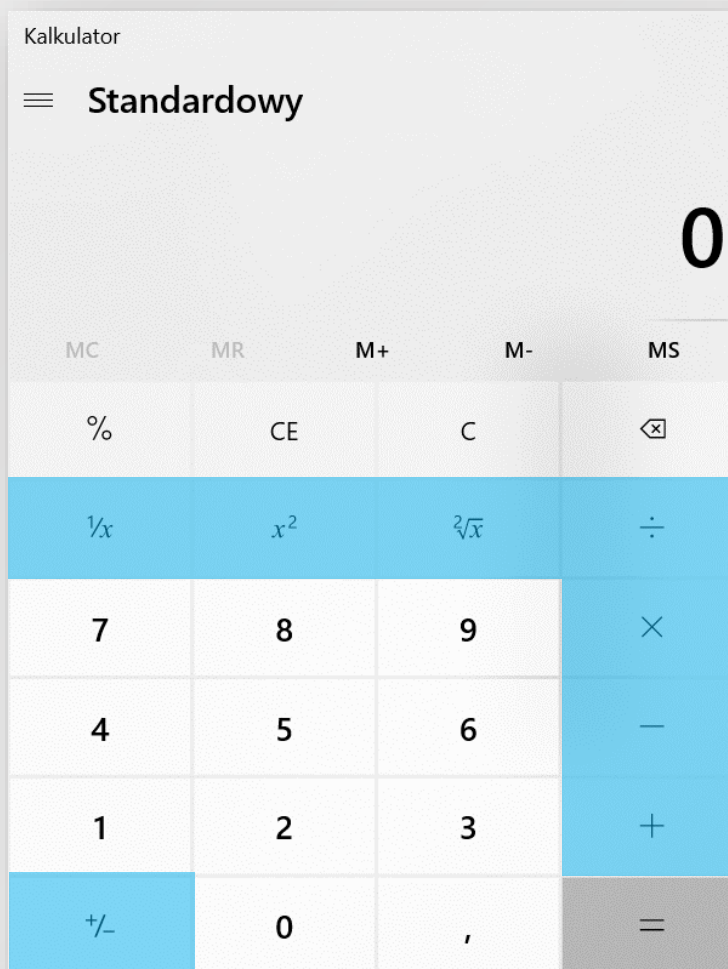 Kalkulator
Standardowy
0
MC MR M+ M- MS
% CE C
¹/x x² ²√x ÷
7 8 9 ×
4 5 6 −
1 2 3 +
+/− 0 , =